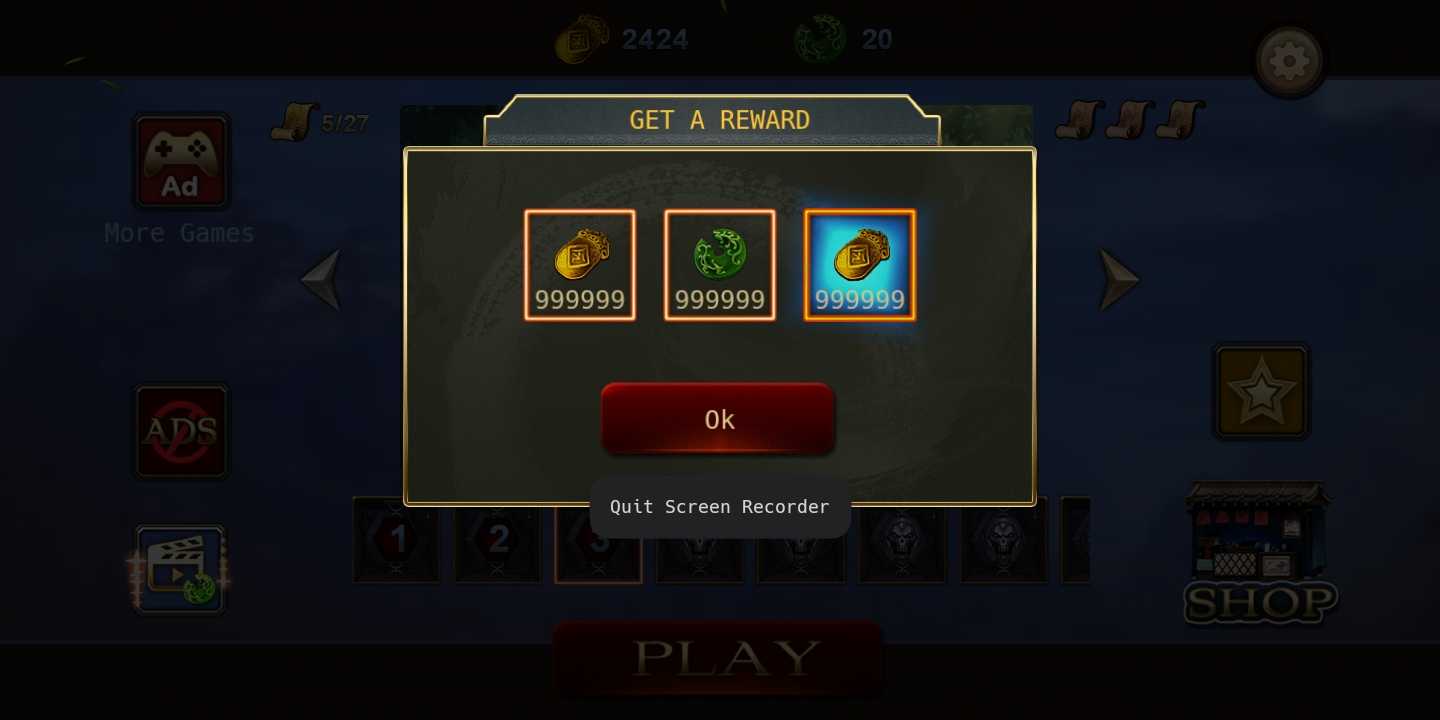 2424
20
GET A REWARD
5/27
Ad
More Games
999999
999999
999999
Ok
ADS
Quit Screen Recorder
1
2
3
SHOP
PLAY